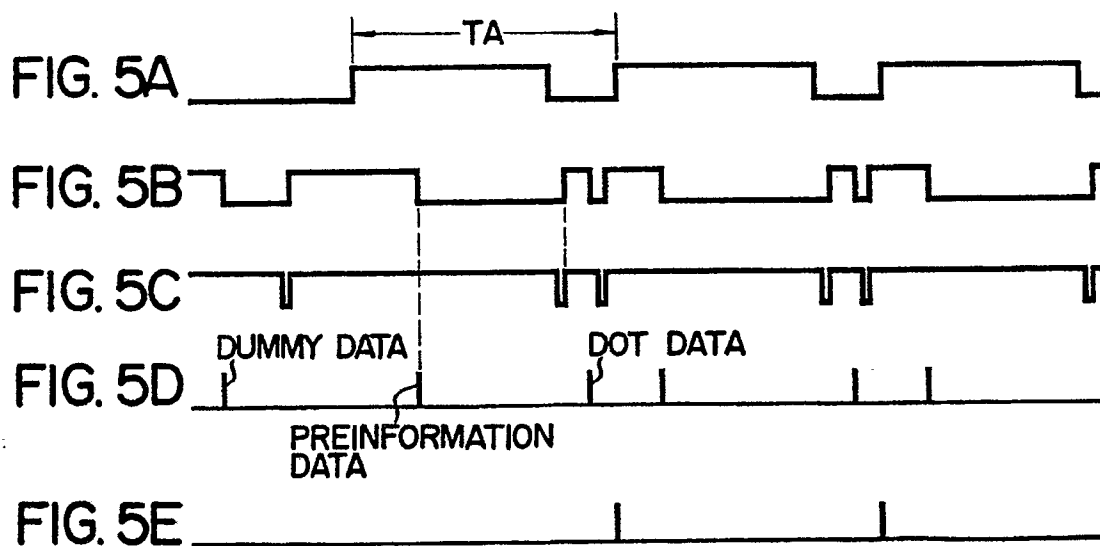 TA
FIG. 5A
FIG. 5B
FIG. 5C
DUMMY DATA
DOT DATA
FIG. 5D
PREINFORMATION
DATA
FIG. 5E